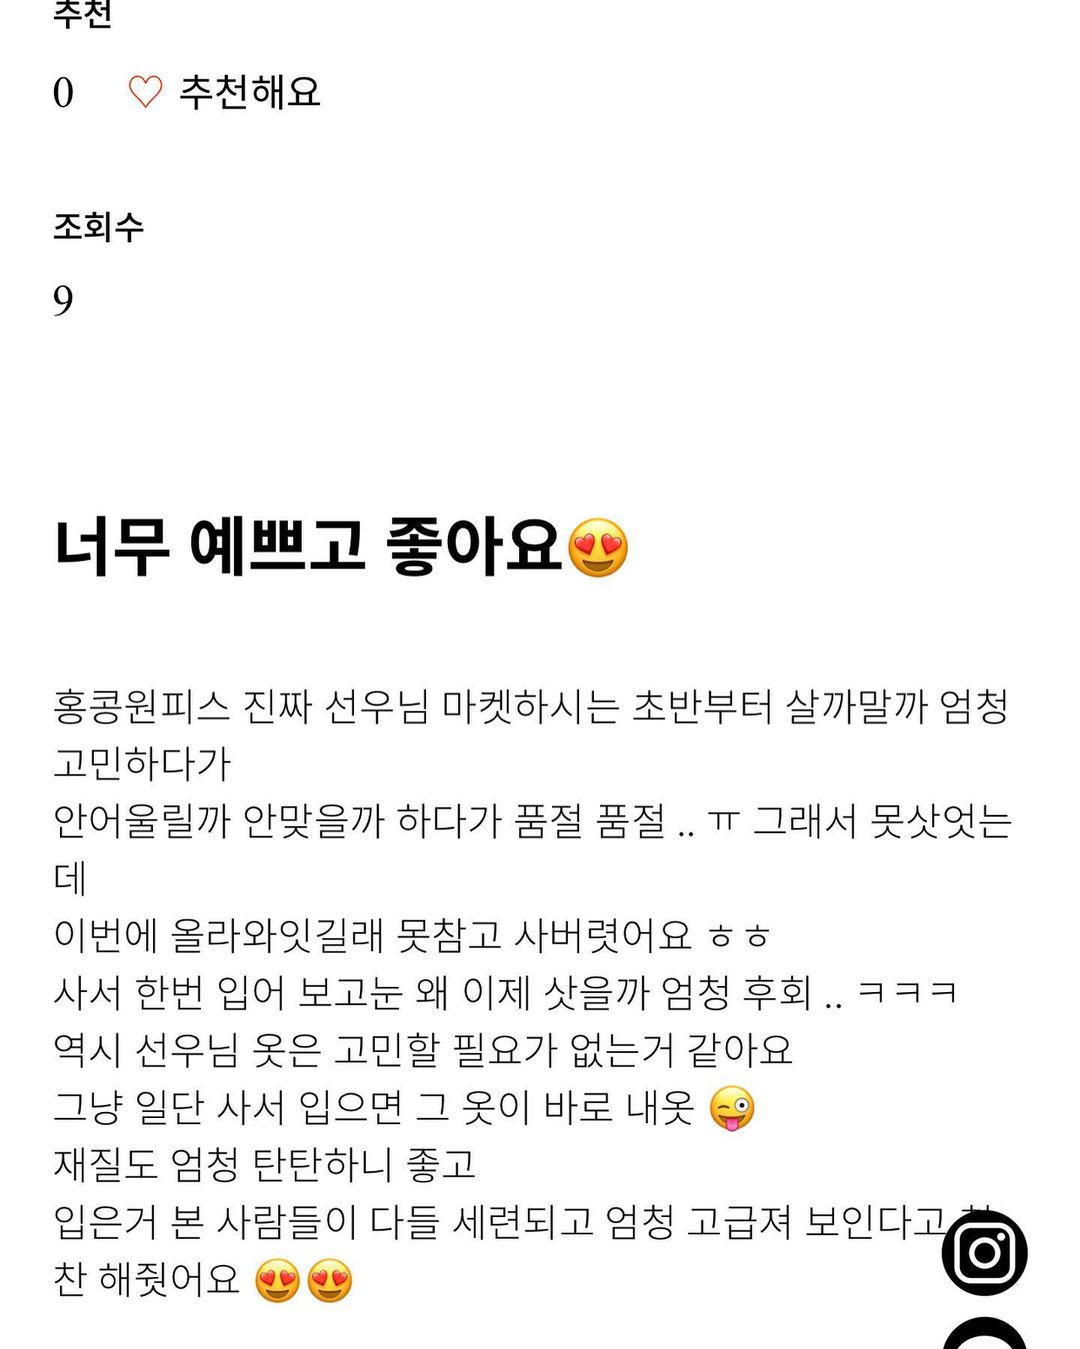 추천
0 ♡ 추천해요
조회수
9
너무 예쁘고 좋아요😍
홍콩원피스 진짜 선우님 마켓하시는 초반부터 살까말까 엄청
고민하다가
안어울릴까 안맞을까 하다가 품절 품절 .. ㅠ 그래서 못삿엇는
데
이번에 올라와잇길래 못참고 사버렷어요 ㅎㅎ
사서 한번 입어 보고눈 왜 이제 삿을까 엄청 후회 .. ㅋㅋㅋ
역시 선우님 옷은 고민할 필요가 없는거 같아요
그냥 일단 사서 입으면 그 옷이 바로 내옷 😜
재질도 엄청 탄탄하니 좋고
입은거 본 사람들이 다들 세련되고 엄청 고급져 보인다고
찬 해줫어요 😍😍